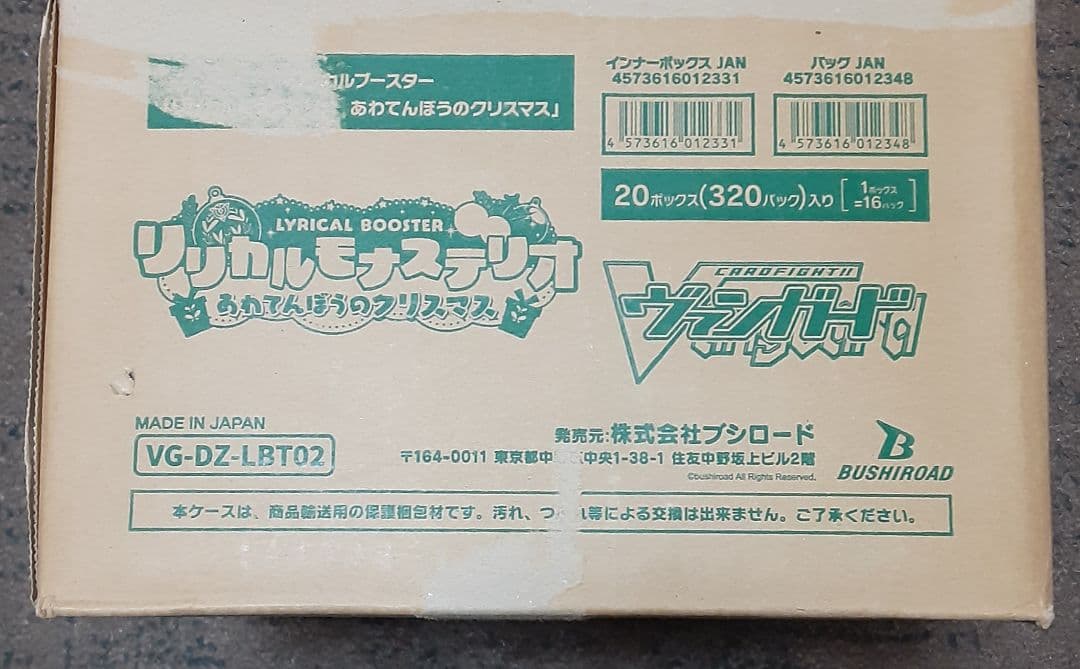 カルブースター
あわてんぼうのクリスマス」
インナーボックス JAN
4573616012331
4 573616 012331
パック JAN
4573616012348
4 573616 012348
20ボックス(320パック)入り [1ボックス=16パック]
LYRICAL BOOSTER
リリカルモナステリオ
あわてんぼうのクリスマス
CARDFIGHT!!
ヴァンガード
MADE IN JAPAN
VG-DZ-LBT02
発売元:株式会社ブシロード
〒164-0011 東京都中 区中央1-38-1 住友中野坂上ビル2階
©bushiroad All Rights Reserved.
BUSHIROAD
本ケースは、商品輸送用の保護梱包材です。汚れ、つ れ等による交換は出来ません。ご了承ください。